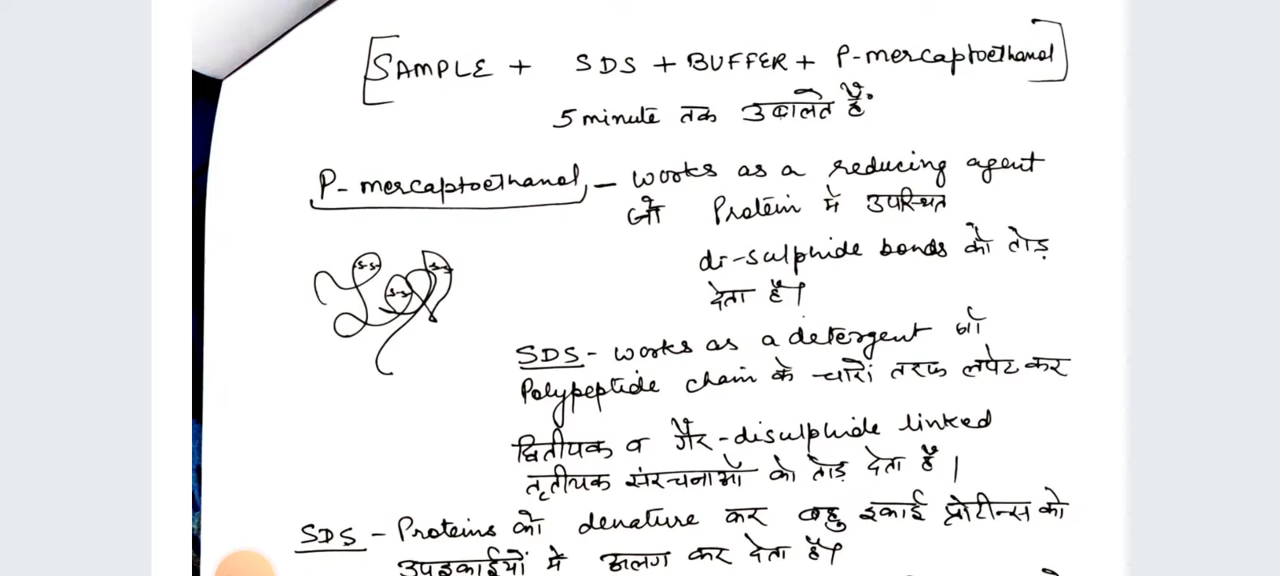 [SAMPLE + SDS + BUFFER + P-mercaptoethanol]
5 minute तक उबालते हैं.
P-mercaptoethanol, - works as a reducing agent
जो Protein में उपस्थित
di-sulphide bonds को तोड़
देता है।
S-S
S-S
S-S
SDS - works as a detergent जो
Polypeptide chain के चारों तरफ लपेट कर
द्वितीयक व गैर-disulphide linked
तृतीयक संरचनाओं को तोड़ देता है।
SDS - Proteins को denature कर बहु इकाई प्रोटीन्स को
उपइकाईयों में अलग कर देता है।